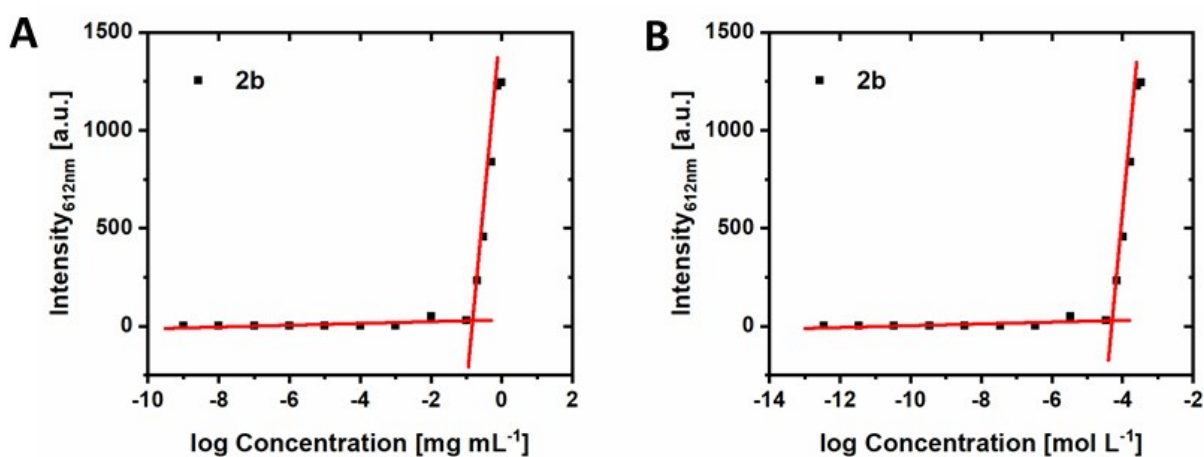 A
1500
1000
500
0
Intensity612nm [a.u.]
2b
-10 -8 -6 -4 -2 0 2
log Concentration [mg mL-1]
B
1500
1000
500
0
Intensity612nm [a.u.]
2b
-14 -12 -10 -8 -6 -4 -2
log Concentration [mol L-1]